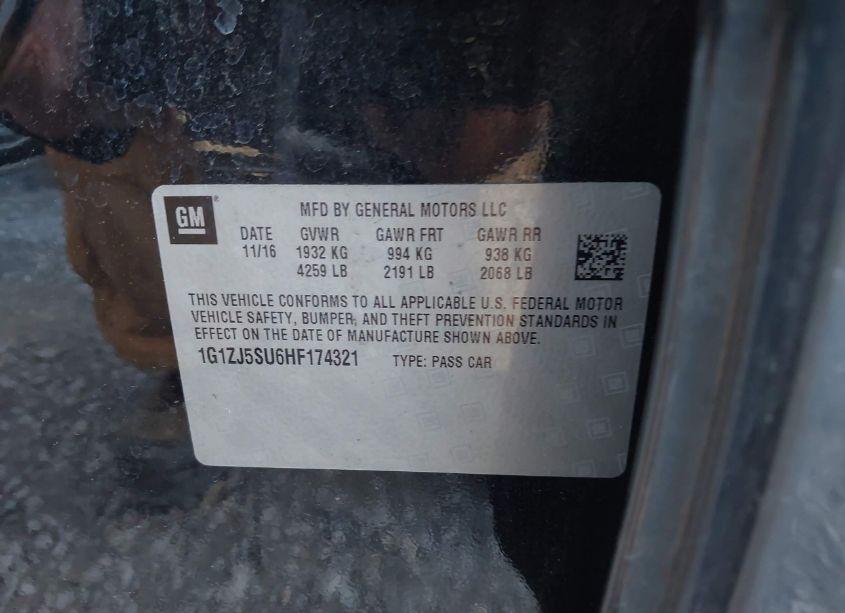 GM ®
MFD BY GENERAL MOTORS LLC
DATE GVWR GAWR FRT GAWR RR
11/16 1932 KG 994 KG 938 KG
4259 LB 2191 LB 2068 LB
THIS VEHICLE CONFORMS TO ALL APPLICABLE U.S. FEDERAL MOTOR
VEHICLE SAFETY, BUMPER, AND THEFT PREVENTION STANDARDS IN
EFFECT ON THE DATE OF MANUFACTURE SHOWN ABOVE.
1G1ZJ5SU6HF174321 TYPE: PASS CAR